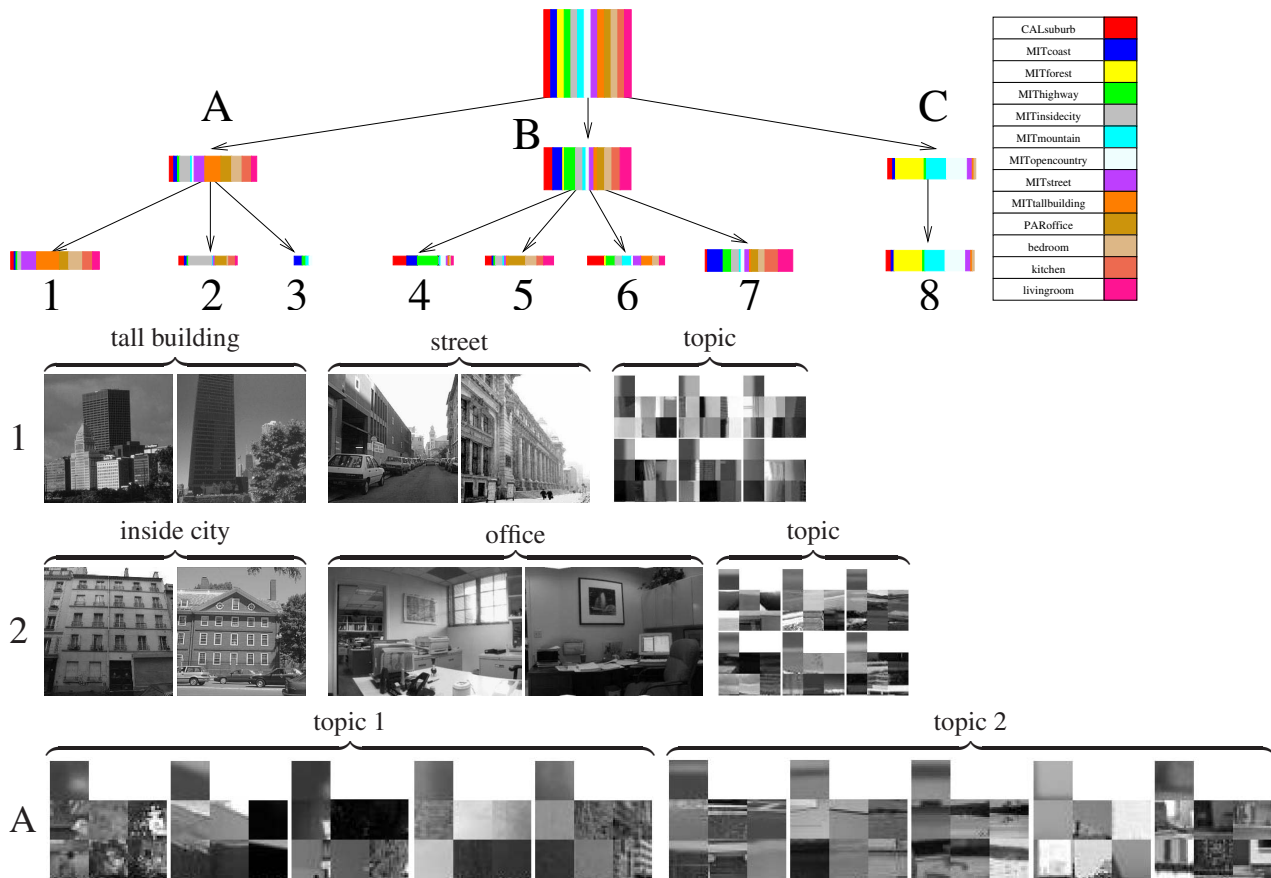 A
B
C
1
2
3
4
5
6
7
8
CALsuburb
MITcoast
MITforest
MIThighway
MITinsidecity
MITmountain
MITopencountry
MITstreet
MITtallbuilding
PARoffice
bedroom
kitchen
livingroom
tall building
street
topic
1
inside city
office
topic
2
topic 1
topic 2
A